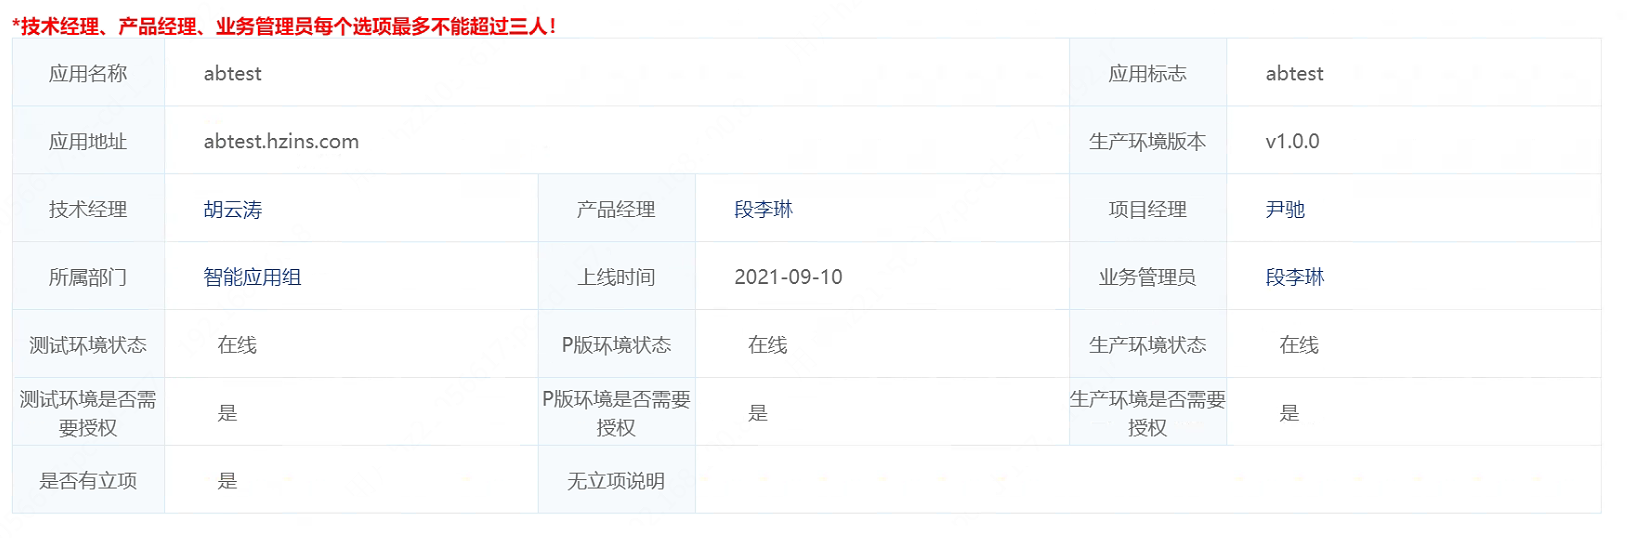 *技术经理、产品经理、业务管理员每个选项最多不能超过三人!
应用名称 abtest 应用标志 abtest
应用地址 abtest.hzins.com 生产环境版本 v1.0.0
技术经理 胡云涛 产品经理 段李琳 项目经理 尹驰
所属部门 智能应用组 上线时间 2021-09-10 业务管理员 段李琳
测试环境状态 在线 P版环境状态 在线 生产环境状态 在线
测试环境是否需
要授权 是 P版环境是否需要
授权 是 生产环境是否需要
授权 是
是否有立项 是 无立项说明